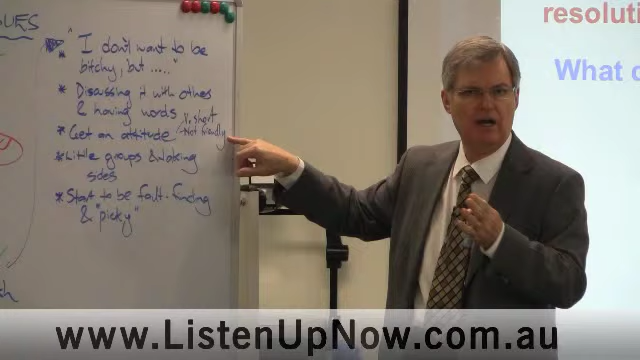 UES
resoluti
What c
" I don't want to be
bitchy, but ....."
* Discussing it with others
& having words
* Get an attitude
V. short
Not friendly
* Little groups & taking
sides
* Start to be fault-finding
& "picky"
www.ListenUpNow.com.au